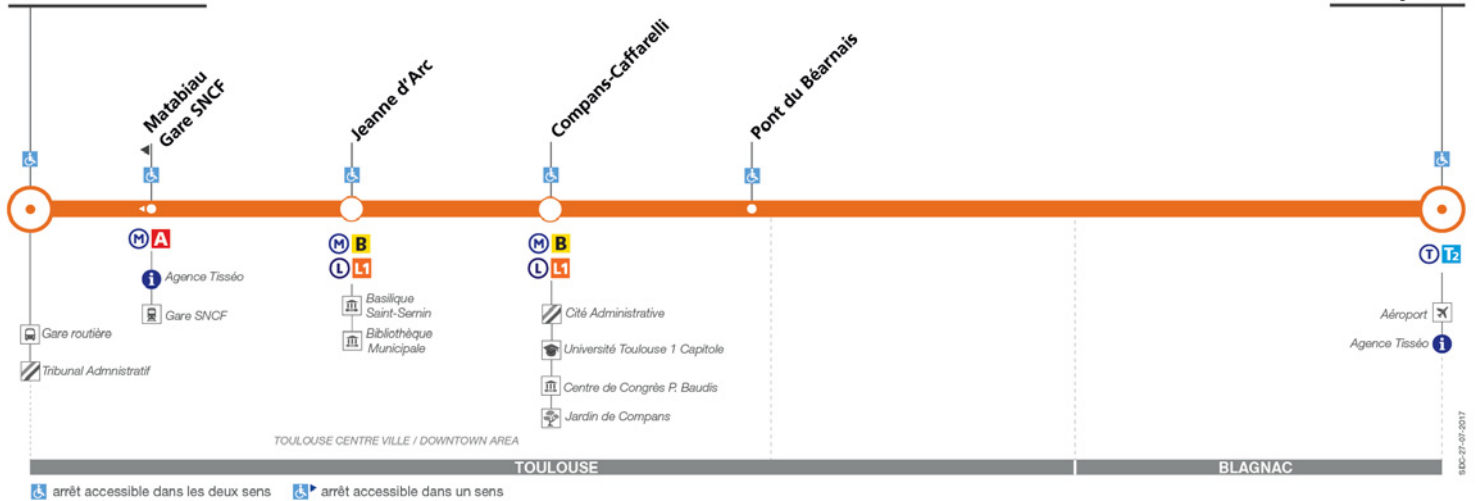 Matabiau
Gare SNCF
Jeanne d'Arc
Compans-Caffarelli
Pont du Béarnais
M A
M B
M B
T T2
L L1
L L1
i Agence Tisséo
Gare SNCF
Basilique
Saint-Sernin
Bibliothèque
Municipale
Cité Administrative
Université Toulouse 1 Capitole
Centre de Congrès P. Baudis
Jardin de Compans
Gare routière
Tribunal Admnistratif
Aéroport
Agence Tisséo i
TOULOUSE CENTRE VILLE / DOWNTOWN AREA
TOULOUSE
BLAGNAC
arrêt accessible dans les deux sens
arrêt accessible dans un sens
SDC-27-07-2017